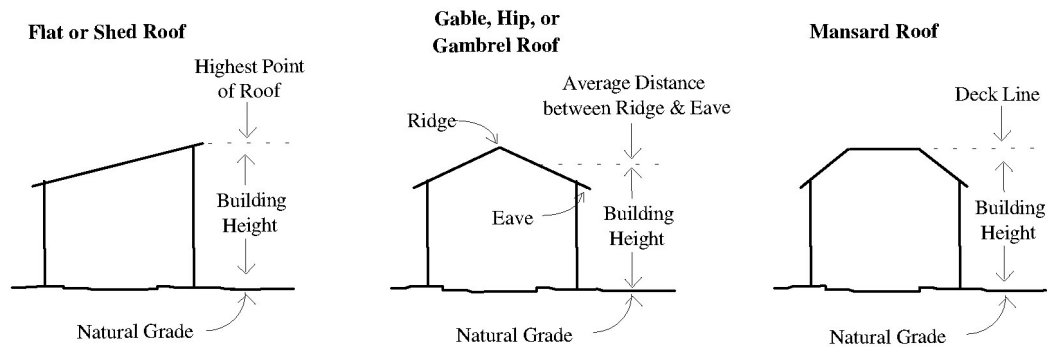 Flat or Shed Roof
Highest Point
of Roof
Building
Height
Natural Grade
Gable, Hip, or
Gambrel Roof
Average Distance
between Ridge & Eave
Ridge
Eave
Building
Height
Natural Grade
Mansard Roof
Deck Line
Building
Height
Natural Grade